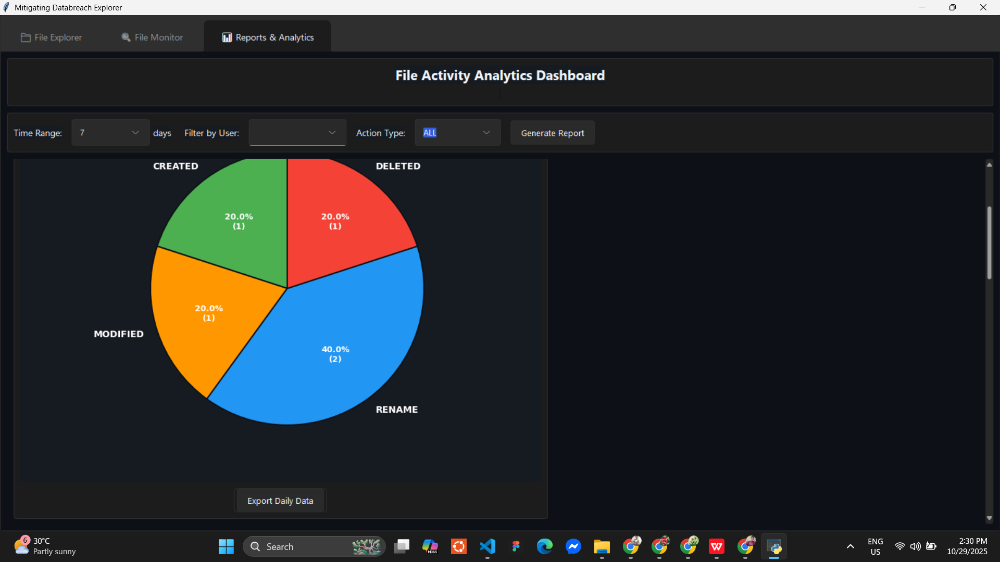 Mitigating Databreach Explorer
File Explorer
File Monitor
Reports & Analytics
File Activity Analytics Dashboard
Time Range: 7 days Filter by User: Action Type: ALL Generate Report
CREATED
DELETED
20.0%
(1)
20.0%
(1)
20.0%
(1)
MODIFIED
40.0%
(2)
RENAME
Export Daily Data
6
30°C
Partly sunny
Search
M365
W
ENG
US
2:30 PM
10/29/2025